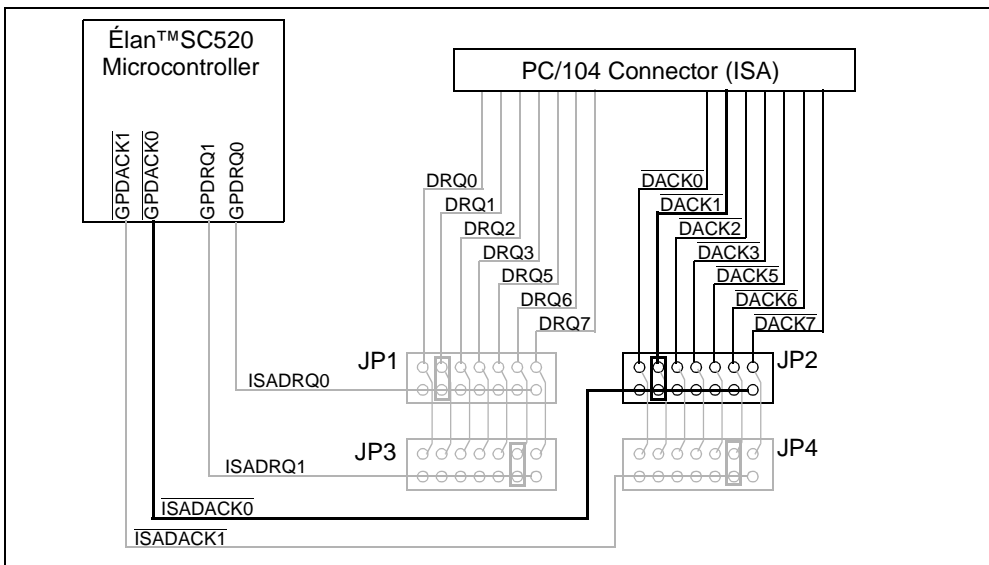 Élan™SC520
Microcontroller
PC/104 Connector (ISA)
GPDACK1
GPDACK0
GPDRQ1
GPDRQ0
DRQ0
DRQ1
DRQ2
DRQ3
DRQ5
DRQ6
DRQ7
DACK0
DACK1
DACK2
DACK3
DACK5
DACK6
DACK7
JP1
JP2
ISADRQ0
JP3
JP4
ISADRQ1
ISADACK0
ISADACK1